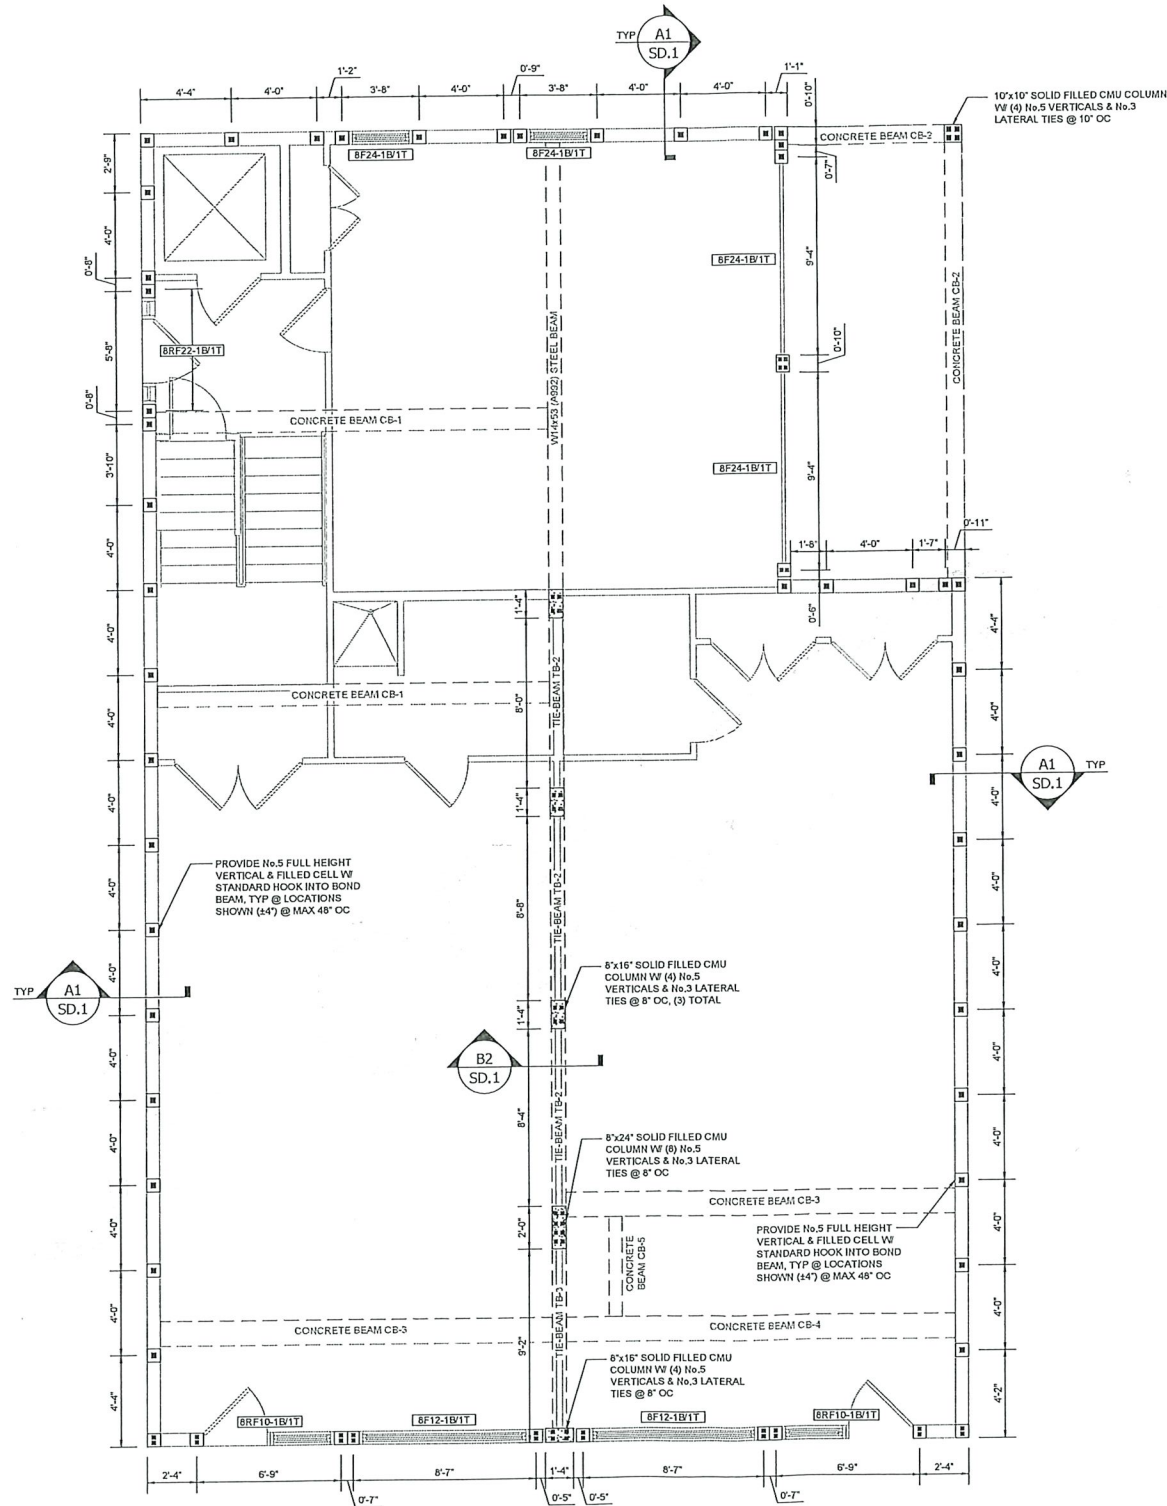 TYP
A1
SD.1
1'-2"
0'-9"
1'-1"
4'-4"
4'-0"
3'-8"
4'-0"
3'-8"
4'-0"
4'-0"
0'-10"
10"x10" SOLID FILLED CMU COLUMN
W/ (4) No.5 VERTICALS & No.3
LATERAL TIES @ 10" OC
CONCRETE BEAM CB-2
8F24-1B/1T
8F24-1B/1T
2'-9"
0'-7"
4'-0"
0'-8"
8F24-1B/1T
9'-4"
CONCRETE BEAM CB-2
5'-8"
8RF22-1B/1T
W14x53 (A992) STEEL BEAM
0'-10"
0'-8"
CONCRETE BEAM CB-1
3'-10"
8F24-1B/1T
9'-4"
4'-0"
0'-11"
1'-8"
4'-0"
1'-7"
4'-0"
1'-4"
0'-6"
4'-4"
4'-0"
CONCRETE BEAM CB-1
8'-0"
TIE-BEAM TB-2
4'-0"
4'-0"
1'-4"
A1
SD.1
TYP
4'-0"
PROVIDE No.5 FULL HEIGHT
VERTICAL & FILLED CELL W/
STANDARD HOOK INTO BOND
BEAM, TYP @ LOCATIONS
SHOWN (±4") @ MAX 48" OC
8'-8"
TIE-BEAM TB-2
4'-0"
4'-0"
TYP
A1
SD.1
8"x16" SOLID FILLED CMU
COLUMN W/ (4) No.5
VERTICALS & No.3 LATERAL
TIES @ 8" OC, (3) TOTAL
1'-4"
4'-0"
4'-0"
B2
SD.1
4'-0"
8'-4"
TIE-BEAM TB-2
4'-0"
8"x24" SOLID FILLED CMU
COLUMN W/ (8) No.5
VERTICALS & No.3 LATERAL
TIES @ 8" OC
CONCRETE BEAM CB-3
4'-0"
2'-0"
CONCRETE
BEAM CB-5
PROVIDE No.5 FULL HEIGHT
VERTICAL & FILLED CELL W/
STANDARD HOOK INTO BOND
BEAM, TYP @ LOCATIONS
SHOWN (±4") @ MAX 48" OC
4'-0"
4'-0"
4'-0"
CONCRETE BEAM CB-3
9'-2"
TIE-BEAM TB-3
CONCRETE BEAM CB-4
8"x16" SOLID FILLED CMU
COLUMN W/ (4) No.5
VERTICALS & No.3 LATERAL
TIES @ 8" OC
4'-4"
4'-2"
8RF10-1B/1T
8F12-1B/1T
8F12-1B/1T
8RF10-1B/1T
2'-4"
6'-9"
8'-7"
1'-4"
8'-7"
6'-9"
2'-4"
0'-7"
0'-5"
0'-5"
0'-7"